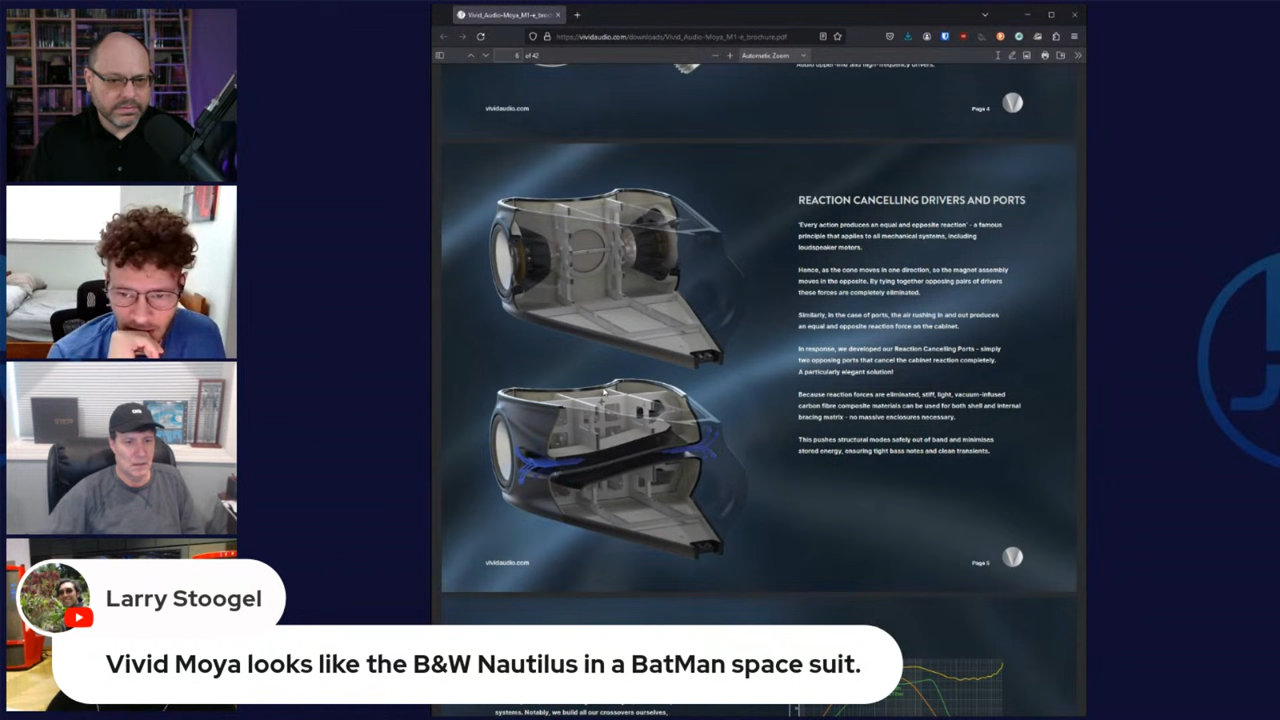 Vivid_Audio-Moya_M1-e_broc
https://vividaudio.com/downloads/Vivid_Audio-Moya_M1-e_brochure.pdf
6 of 42
Automatic Zoom
Audio upper-mid and high-frequency drivers.
vividaudio.com
Page 4
REACTION CANCELLING DRIVERS AND PORTS
'Every action produces an equal and opposite reaction' - a famous
principle that applies to all mechanical systems, including
loudspeaker motors.
Hence, as the cone moves in one direction, so the magnet assembly
moves in the opposite. By tying together opposing pairs of drivers
these forces are completely eliminated.
Similarly, in the case of ports, the air rushing in and out produces
an equal and opposite reaction force on the cabinet.
In response, we developed our Reaction Cancelling Ports - simply
two opposing ports that cancel the cabinet reaction completely.
A particularly elegant solution!
Because reaction forces are eliminated, stiff, light, vacuum-infused
carbon fibre composite materials can be used for both shell and internal
bracing matrix - no massive enclosures necessary.
This pushes structural modes safely out of band and minimises
stored energy, ensuring tight bass notes and clean transients.
vividaudio.com
Page 5
Larry Stoogel
Vivid Moya looks like the B&W Nautilus in a BatMan space suit.
systems. Notably, we build all our crossovers ourselves,